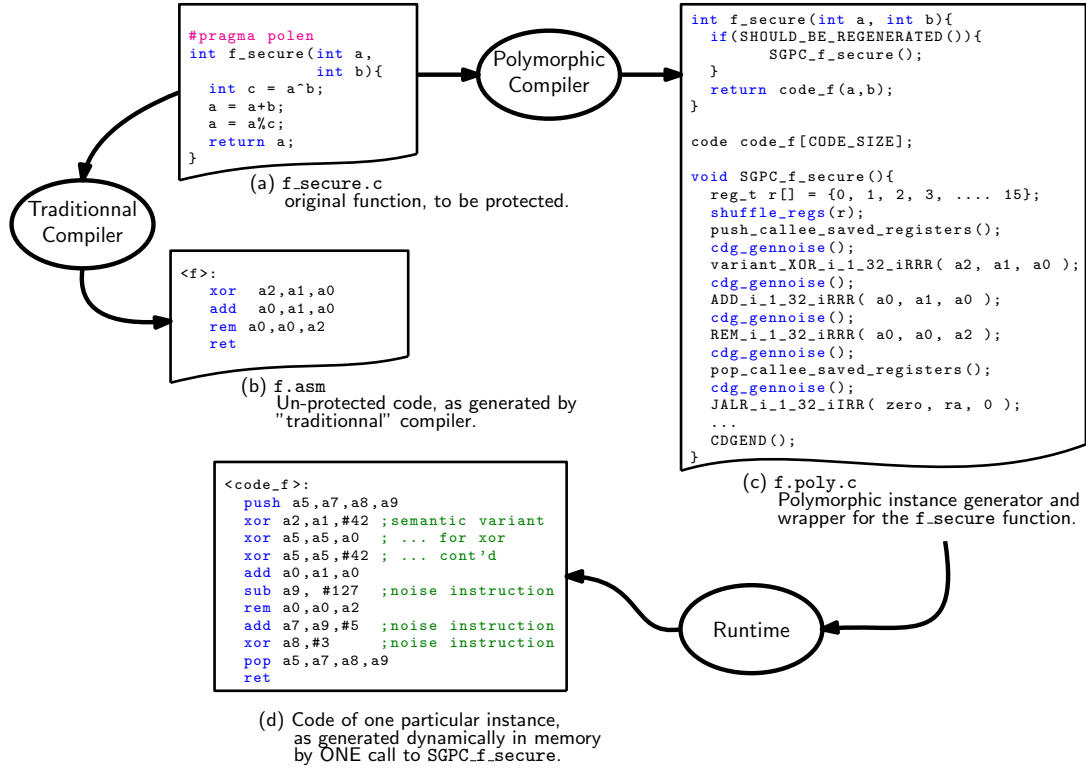 #pragma polen
int f_secure(int a,
int b){
int c = a^b;
a = a+b;
a = a%c;
return a;
}
(a) f_secure.c
original function, to be protected.
Polymorphic
Compiler
Traditionnal
Compiler
<f>:
xor a2,a1,a0
add a0,a1,a0
rem a0,a0,a2
ret
(b) f.asm
Un-protected code, as generated by
"traditionnal" compiler.
int f_secure(int a, int b){
if(SHOULD_BE_REGENERATED()){
SGPC_f_secure();
}
return code_f(a,b);
}
code code_f[CODE_SIZE];
void SGPC_f_secure(){
reg_t r[] = {0, 1, 2, 3, .... 15};
shuffle_regs(r);
push_callee_saved_registers();
cdg_gennoise();
variant_XOR_i_1_32_iRRR( a2, a1, a0 );
cdg_gennoise();
ADD_i_1_32_iRRR( a0, a1, a0 );
cdg_gennoise();
REM_i_1_32_iRRR( a0, a0, a2 );
cdg_gennoise();
pop_callee_saved_registers();
cdg_gennoise();
JALR_i_1_32_iIRR( zero, ra, 0 );
...
CDGEND();
}
(c) f.poly.c
Polymorphic instance generator and
wrapper for the f_secure function.
Runtime
<code_f>:
push a5,a7,a8,a9
xor a2,a1,#42 ;semantic variant
xor a5,a5,a0 ; ... for xor
xor a5,a5,#42 ; ... cont'd
add a0,a1,a0
sub a9, #127 ;noise instruction
rem a0,a0,a2
add a7,a9,#5 ;noise instruction
xor a8,#3 ;noise instruction
pop a5,a7,a8,a9
ret
(d) Code of one particular instance,
as generated dynamically in memory
by ONE call to SGPC_f_secure.